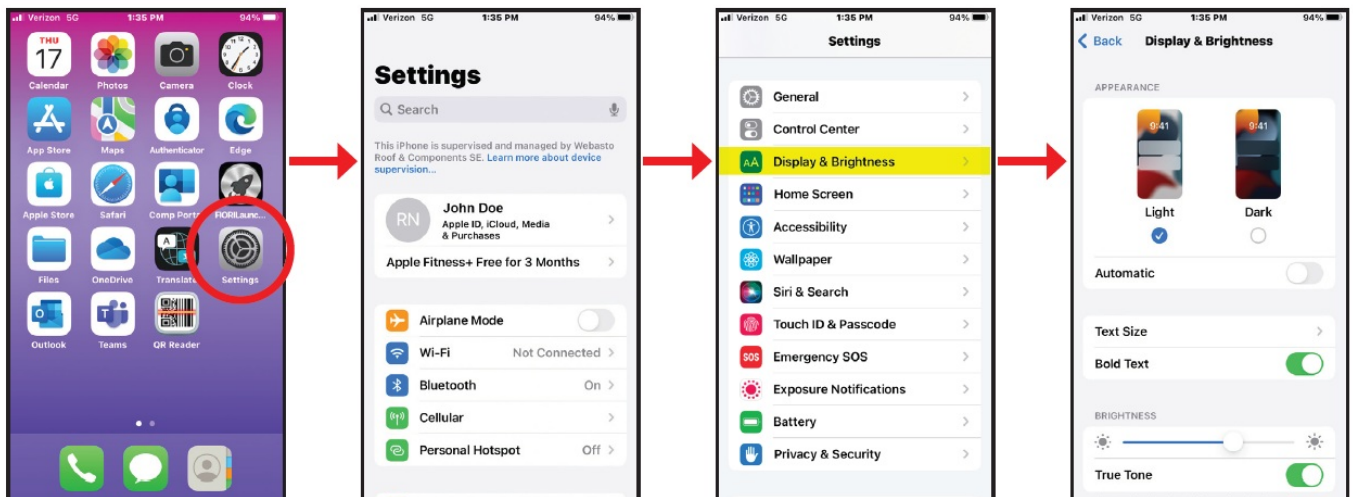 Verizon 5G 1:35 PM 94%
THU
17
Calendar Photos Camera Clock
App Store Maps Authenticator Edge
Apple Store Safari Comp Porta FIORILaunc...
A
Files OneDrive Translate Settings
Outlook Teams QR Reader
Verizon 5G 1:35 PM 94%
Settings
Search
This iPhone is supervised and managed by Webasto
Roof & Components SE. Learn more about device
supervision...
RN
John Doe
Apple ID, iCloud, Media
& Purchases
Apple Fitness+ Free for 3 Months
Airplane Mode
Wi-Fi Not Connected
Bluetooth On
Cellular
Personal Hotspot Off
Verizon 5G 1:35 PM 94%
Settings
General
Control Center
AA Display & Brightness
Home Screen
Accessibility
Wallpaper
Siri & Search
Touch ID & Passcode
SOS Emergency SOS
Exposure Notifications
Battery
Privacy & Security
Verizon 5G 1:35 PM 94%
Back Display & Brightness
APPEARANCE
9:41 9:41
Light Dark
Automatic
Text Size
Bold Text
BRIGHTNESS
True Tone